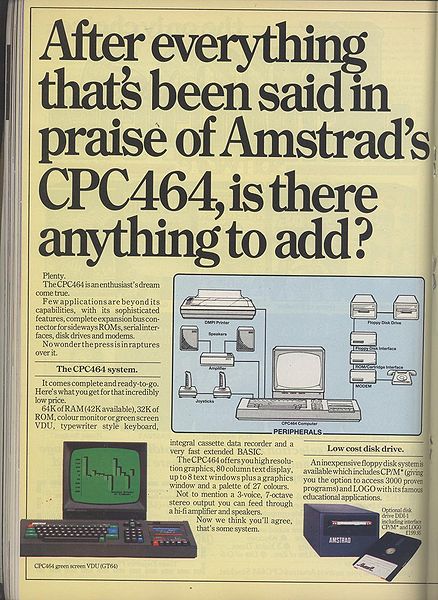 After everything
that's been said in
praise of Amstrad's
CPC464, is there
anything to add?
Plenty.
The CPC464 is an enthusiast's dream
come true.
Few applications are beyond its
capabilities, with its sophisticated
features, complete expansion bus con-
nector for sideways ROMs, serial inter-
faces, disk drives and modems.
No wonder the press is in raptures
over it.
The CPC464 system.
It comes complete and ready-to-go.
Here's what you get for that incredibly
low price.
64K of RAM (42K available), 32K of
ROM, colour monitor or green screen
VDU, typewriter style keyboard,
DMPI Printer
Speakers
Amplifier
Joysticks
Floppy Disk Drive
Floppy Disk Interface
ROM/Cartridge Interface
MODEM
CPC464 Computer
PERIPHERALS
integral cassette data recorder and a
very fast extended BASIC.
The CPC464 offers you high resolu-
tion graphics, 80 column text display,
up to 8 text windows plus a graphics
window and a palette of 27 colours.
Not to mention a 3-voice, 7-octave
stereo output you can feed through
a hi-fi amplifier and speakers.
Now we think you'll agree,
that's some system.
Low cost disk drive.
An inexpensive floppy disk system is
available which includes CP/M* (giving
you the option to access 3000 proven
programs) and LOGO with its famous
educational applications.
Optional disk
drive DDI-1
including interface
CP/M* and LOGO
£199.95
AMSTRAD
CPC464 green screen VDU (GT64)